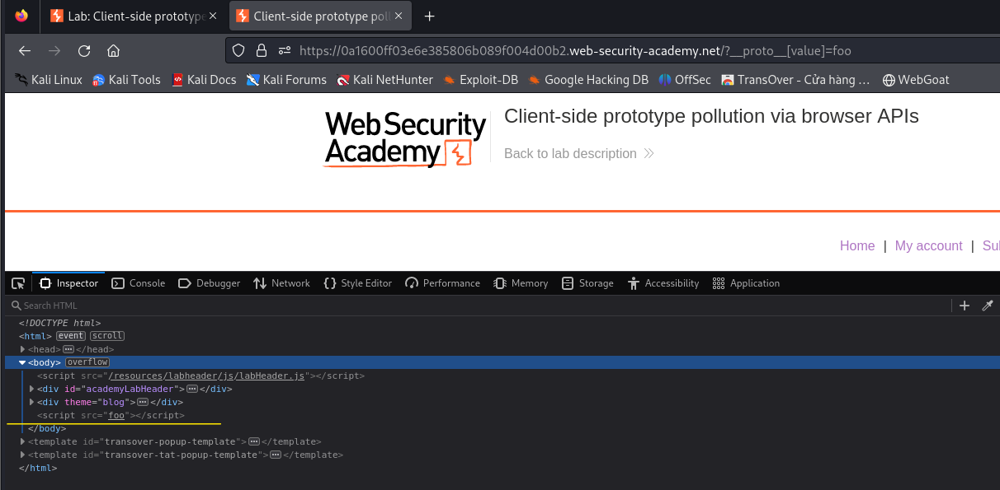 Lab: Client-side prototype
Client-side prototype poll
https://0a1600ff03e6e385806b089f004d00b2.web-security-academy.net/?__proto__[value]=foo
Kali Linux Kali Tools Kali Docs Kali Forums Kali NetHunter Exploit-DB Google Hacking DB OffSec TransOver - Cửa hàng ... WebGoat
WebSecurity
Academy
Client-side prototype pollution via browser APIs
Back to lab description
Home | My account | Sul
Inspector Console Debugger Network Style Editor Performance Memory Storage Accessibility Application
Search HTML
<!DOCTYPE html>
<html> event scroll
<head>···</head>
<body> overflow
<script src="/resources/labheader/js/labHeader.js"></script>
<div id="academyLabHeader">···</div>
<div theme="blog">···</div>
<script src="foo"></script>
</body>
<template id="transover-popup-template">···</template>
<template id="transover-tat-popup-template">···</template>
</html>